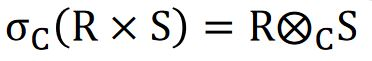 σC(R × S) = R⊗CS